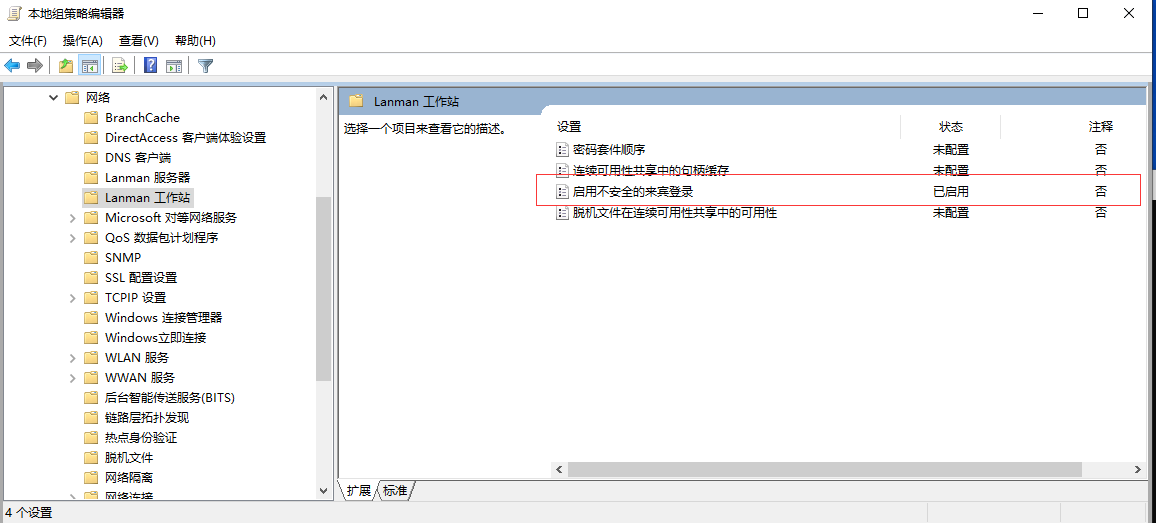 本地组策略编辑器
文件(F) 操作(A) 查看(V) 帮助(H)
网络
BranchCache
DirectAccess 客户端体验设置
DNS 客户端
Lanman 服务器
Lanman 工作站
Microsoft 对等网络服务
QoS 数据包计划程序
SNMP
SSL 配置设置
TCPIP 设置
Windows 连接管理器
Windows立即连接
WLAN 服务
WWAN 服务
后台智能传送服务(BITS)
链路层拓扑发现
热点身份验证
脱机文件
网络隔离
网络连接
Lanman 工作站
选择一个项目来查看它的描述。
设置 状态 注释
密码套件顺序 未配置 否
连续可用性共享中的句柄缓存 未配置 否
启用不安全的来宾登录 已启用 否
脱机文件在连续可用性共享中的可用性 未配置 否
扩展 标准
4 个设置